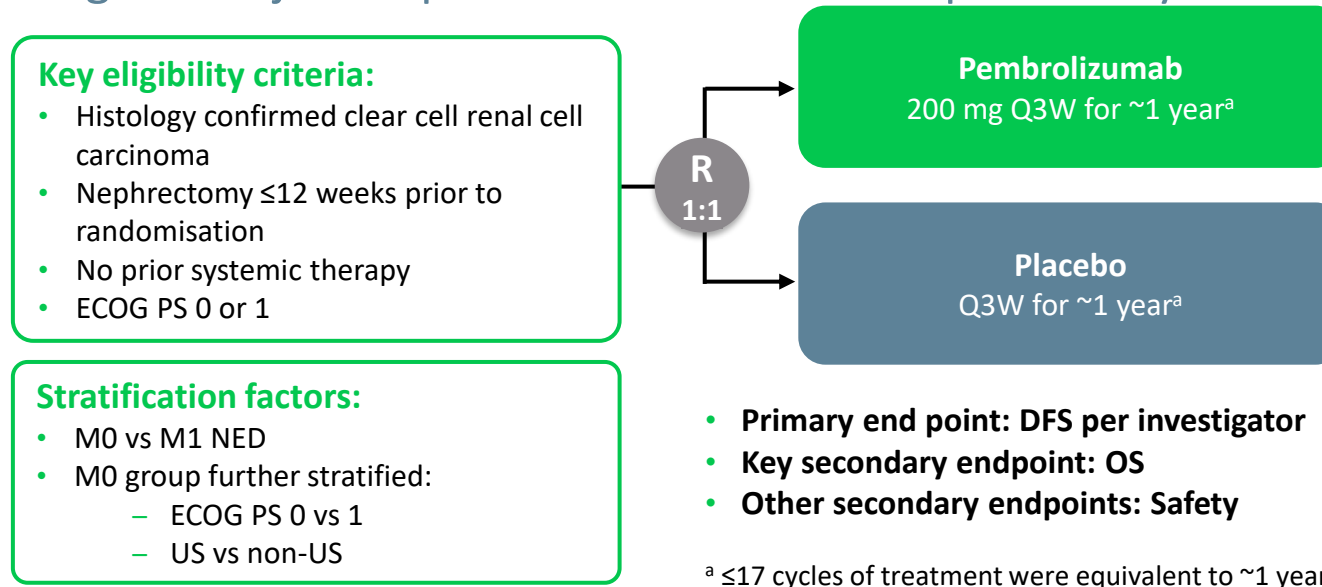 Key eligibility criteria:
• Histology confirmed clear cell renal cell
carcinoma
• Nephrectomy ≤12 weeks prior to
randomisation
• No prior systemic therapy
• ECOG PS 0 or 1
Stratification factors:
• M0 vs M1 NED
• M0 group further stratified:
– ECOG PS 0 vs 1
– US vs non-US
R
1:1
Pembrolizumab
200 mg Q3W for ~1 yearᵃ
Placebo
Q3W for ~1 yearᵃ
• Primary end point: DFS per investigator
• Key secondary endpoint: OS
• Other secondary endpoints: Safety
ᵃ ≤17 cycles of treatment were equivalent to ~1 year